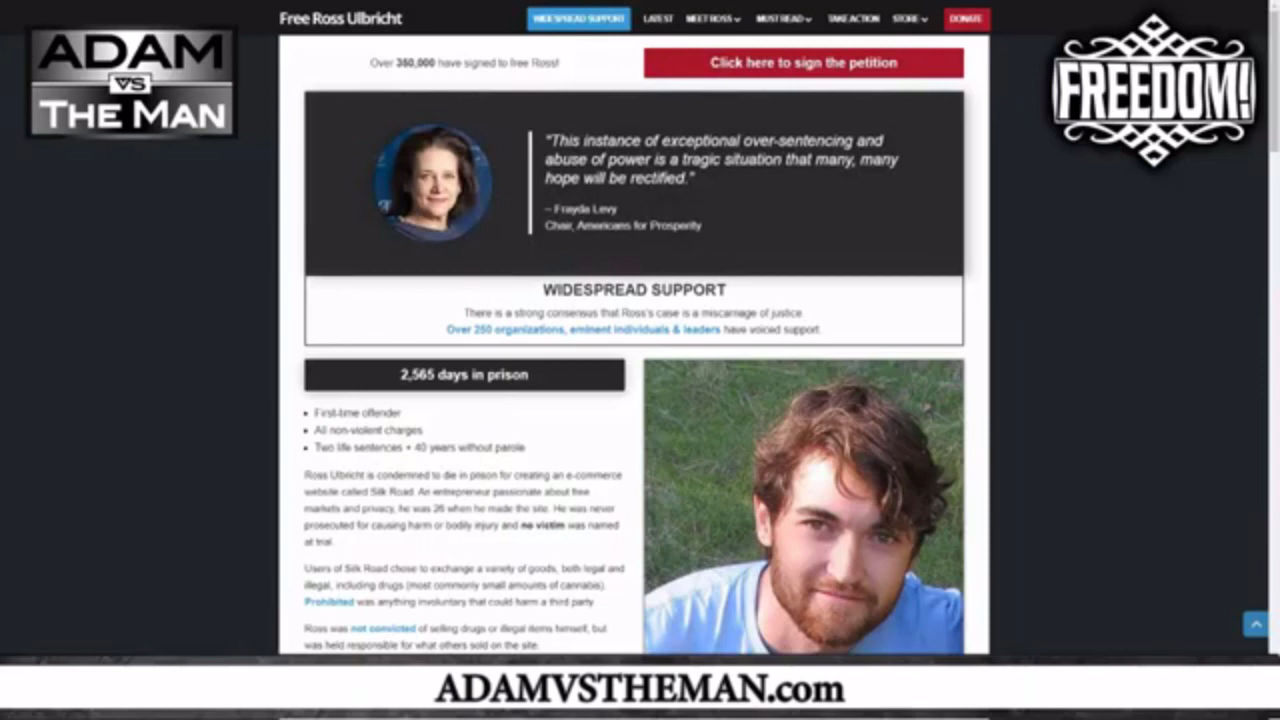 ADAM
VS
THE MAN
Free Ross Ulbricht
WIDESPREAD SUPPORT LATEST MEET ROSS MUST READ TAKE ACTION STORE DONATE
FREEDOM!
Over 350,000 have signed to free Ross!
Click here to sign the petition
"This instance of exceptional over-sentencing and
abuse of power is a tragic situation that many, many
hope will be rectified."
– Frayda Levy
Chair, Americans for Prosperity
WIDESPREAD SUPPORT
There is a strong consensus that Ross's case is a miscarriage of justice
Over 250 organizations, eminent individuals & leaders have voiced support
2,565 days in prison
• First-time offender
• All non-violent charges
• Two life sentences + 40 years without parole
Ross Ulbricht is condemned to die in prison for creating an e-commerce
website called Silk Road. An entrepreneur passionate about free
markets and privacy, he was 26 when he made the site. He was never
prosecuted for causing harm or bodily injury and no victim was named
at trial.
Users of Silk Road chose to exchange a variety of goods, both legal and
illegal, including drugs (most commonly small amounts of cannabis).
Prohibited was anything involuntary that could harm a third party.
Ross was not convicted of selling drugs or illegal items himself, but
was held responsible for what others sold on the site.
ADAMVSTHEMAN.com